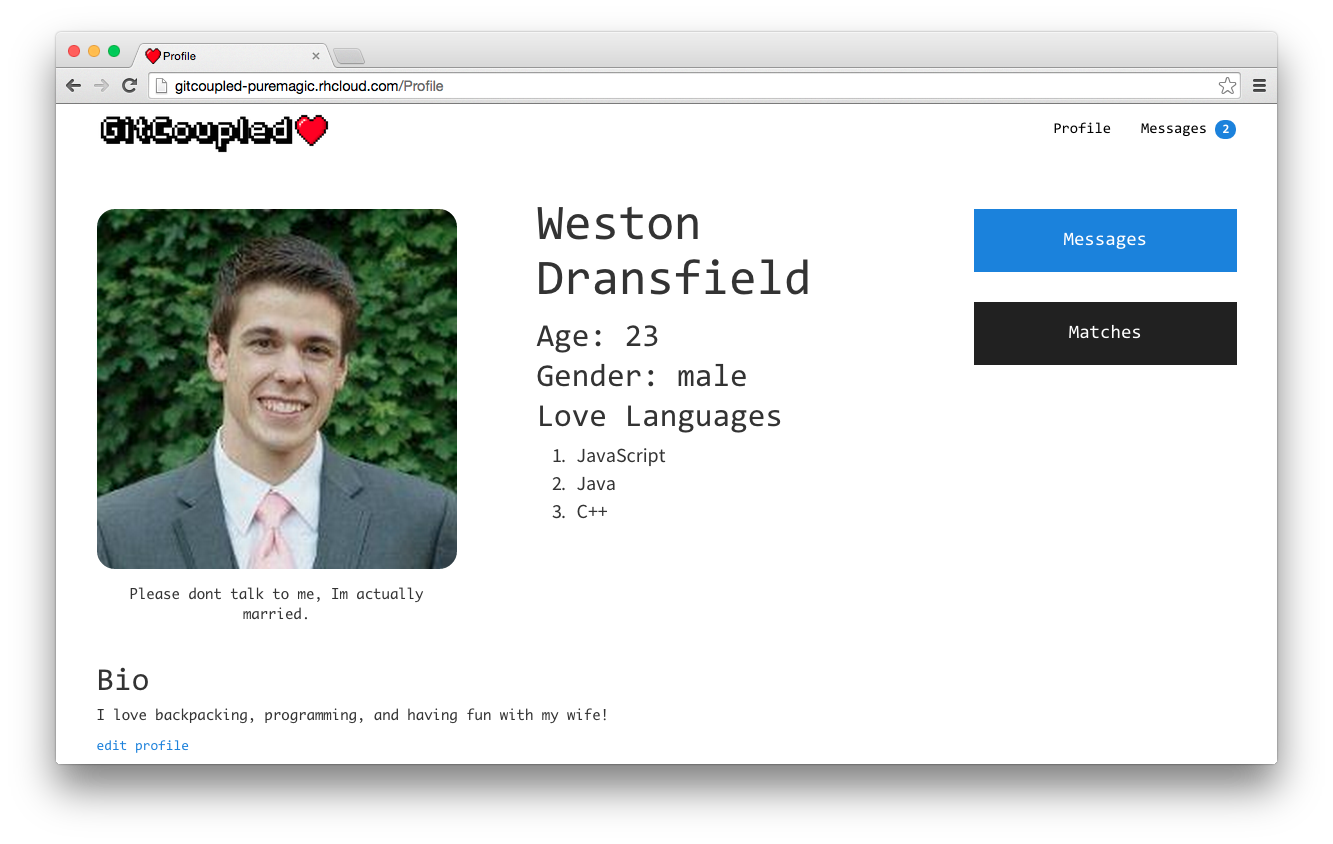 Profile
gitcoupled-puremagic.rhcloud.com/Profile
GitCoupled
Profile Messages 2
Weston
Dransfield
Age: 23
Gender: male
Love Languages
1. JavaScript
2. Java
3. C++
Messages
Matches
Please dont talk to me, Im actually
married.
Bio
I love backpacking, programming, and having fun with my wife!
edit profile